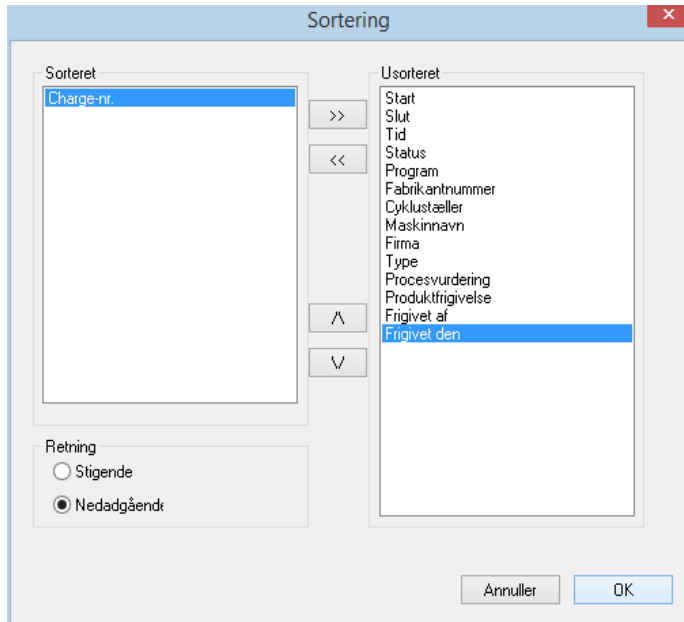 Sortering
Sorteret
Charge-nr.
>>
<<
/\
\/
Usorteret
Start
Slut
Tid
Status
Program
Fabrikantnummer
Cyklustæller
Maskinnavn
Firma
Type
Procesvurdering
Produktfrigivelse
Frigivet af
Frigivet den
Retning
Stigende
Nedadgående
Annuller
OK